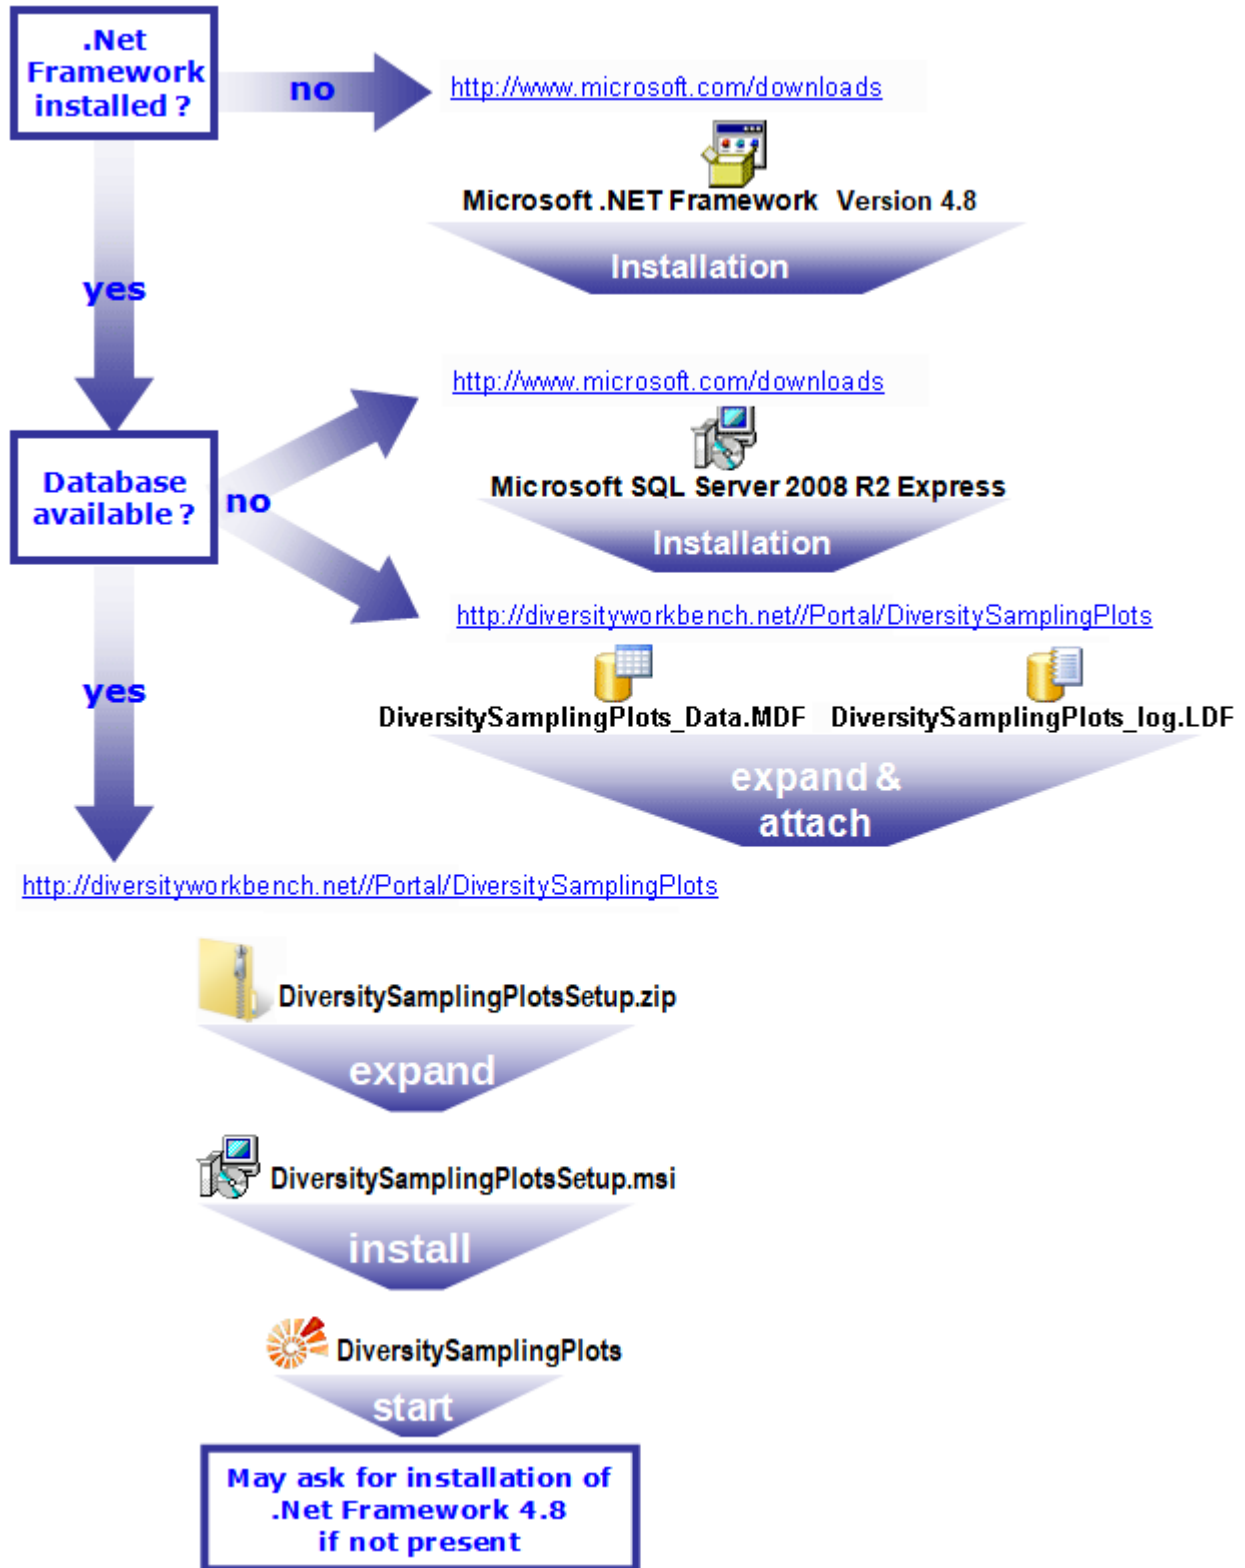 .Net
Framework
installed ?
no
http://www.microsoft.com/downloads
Microsoft .NET Framework Version 4.8
Installation
yes
http://www.microsoft.com/downloads
Microsoft SQL Server 2008 R2 Express
Installation
Database
available ?
no
http://diversityworkbench.net//Portal/DiversitySamplingPlots
DiversitySamplingPlots_Data.MDF DiversitySamplingPlots_log.LDF
expand &
attach
yes
http://diversityworkbench.net//Portal/DiversitySamplingPlots
DiversitySamplingPlotsSetup.zip
expand
DiversitySamplingPlotsSetup.msi
install
DiversitySamplingPlots
start
May ask for installation of
.Net Framework 4.8
if not present